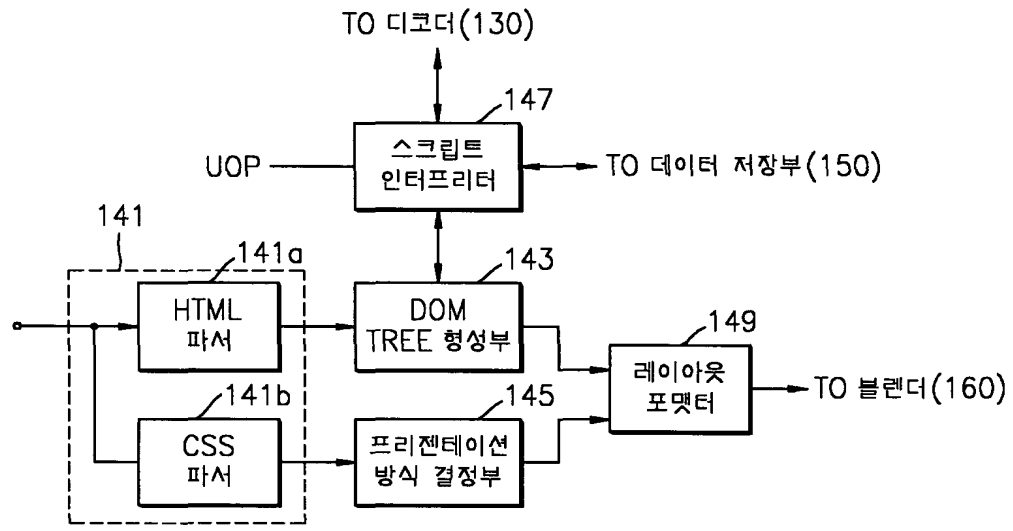 TO 디코더(130)
147
스크립트
인터프리터
UOP
TO 데이터 저장부(150)
141
141a
HTML
파서
143
DOM
TREE 형성부
149
레이아웃
포맷터
TO 블렌더(160)
141b
CSS
파서
145
프리젠테이션
방식 결정부